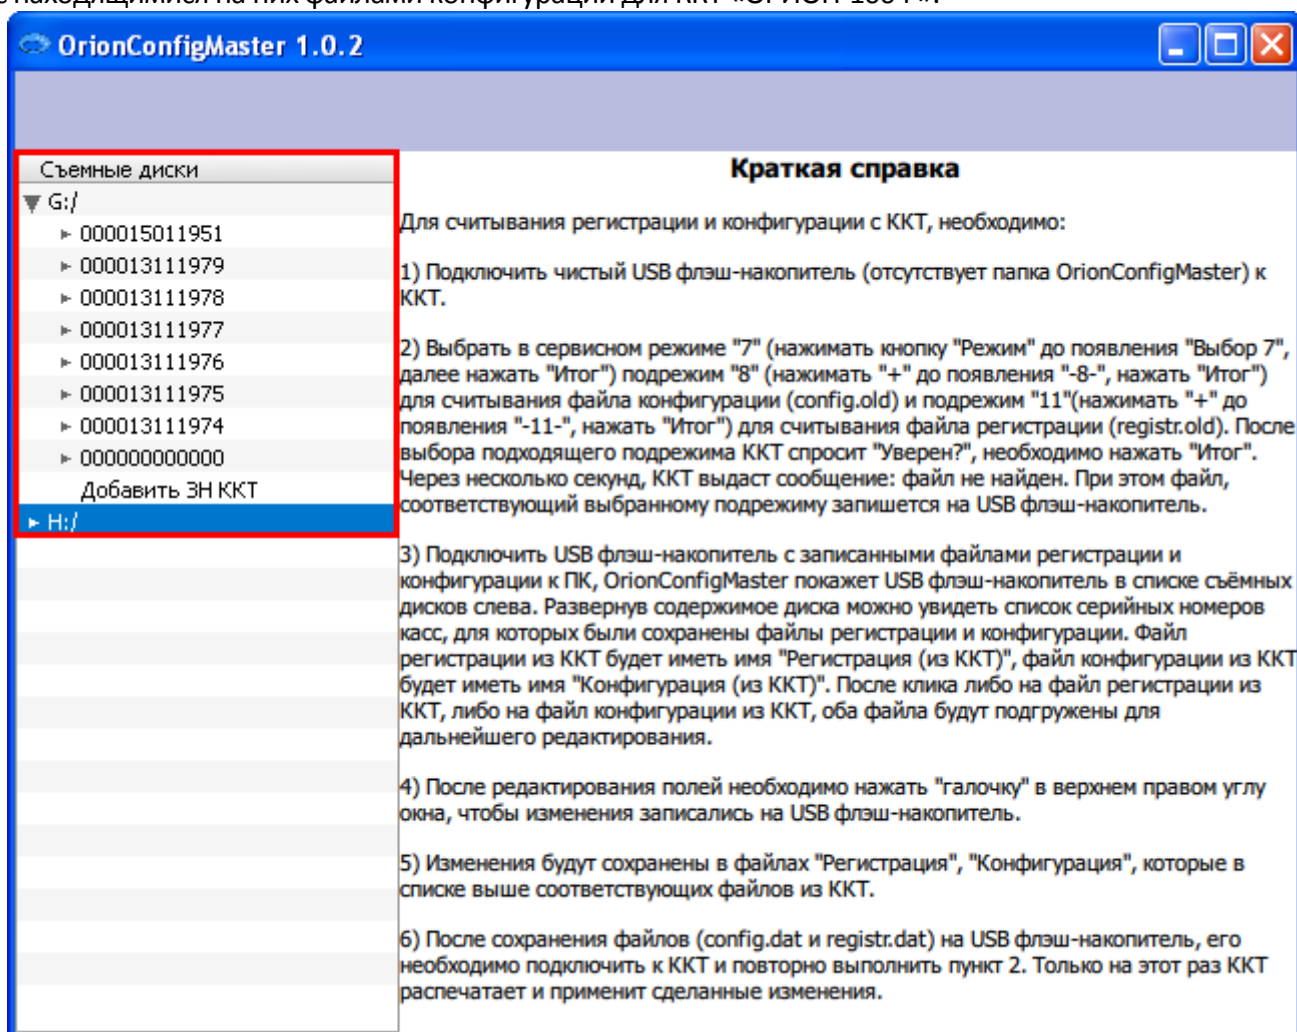 находящимися на них файлами конфигурации для ККТ
OrionConfigMaster 1.0.2
Съемные диски
G:/
000015011951
000013111979
000013111978
000013111977
000013111976
000013111975
000013111974
000000000000
Добавить ЗН ККТ
H:/
Краткая справка
Для считывания регистрации и конфигурации с ККТ, необходимо:
1) Подключить чистый USB флэш-накопитель (отсутствует папка OrionConfigMaster) к
ККТ.
2) Выбрать в сервисном режиме "7" (нажимать кнопку "Режим" до появления "Выбор 7",
далее нажать "Итог") подрежим "8" (нажимать "+" до появления "-8-", нажать "Итог")
для считывания файла конфигурации (config.old) и подрежим "11"(нажимать "+" до
появления "-11-", нажать "Итог") для считывания файла регистрации (registr.old). После
выбора подходящего подрежима ККТ спросит "Уверен?", необходимо нажать "Итог".
Через несколько секунд, ККТ выдаст сообщение: файл не найден. При этом файл,
соответствующий выбранному подрежиму запишется на USB флэш-накопитель.
3) Подключить USB флэш-накопитель с записанными файлами регистрации и
конфигурации к ПК, OrionConfigMaster покажет USB флэш-накопитель в списке съёмных
дисков слева. Развернув содержимое диска можно увидеть список серийных номеров
касс, для которых были сохранены файлы регистрации и конфигурации. Файл
регистрации из ККТ будет иметь имя "Регистрация (из ККТ)", файл конфигурации из ККТ
будет иметь имя "Конфигурация (из ККТ)". После клика либо на файл регистрации из
ККТ, либо на файл конфигурации из ККТ, оба файла будут подгружены для
дальнейшего редактирования.
4) После редактирования полей необходимо нажать "галочку" в верхнем правом углу
окна, чтобы изменения записались на USB флэш-накопитель.
5) Изменения будут сохранены в файлах "Регистрация", "Конфигурация", которые в
списке выше соответствующих файлов из ККТ.
6) После сохранения файлов (config.dat и registr.dat) на USB флэш-накопитель, его
необходимо подключить к ККТ и повторно выполнить пункт 2. Только на этот раз ККТ
распечатает и применит сделанные изменения.